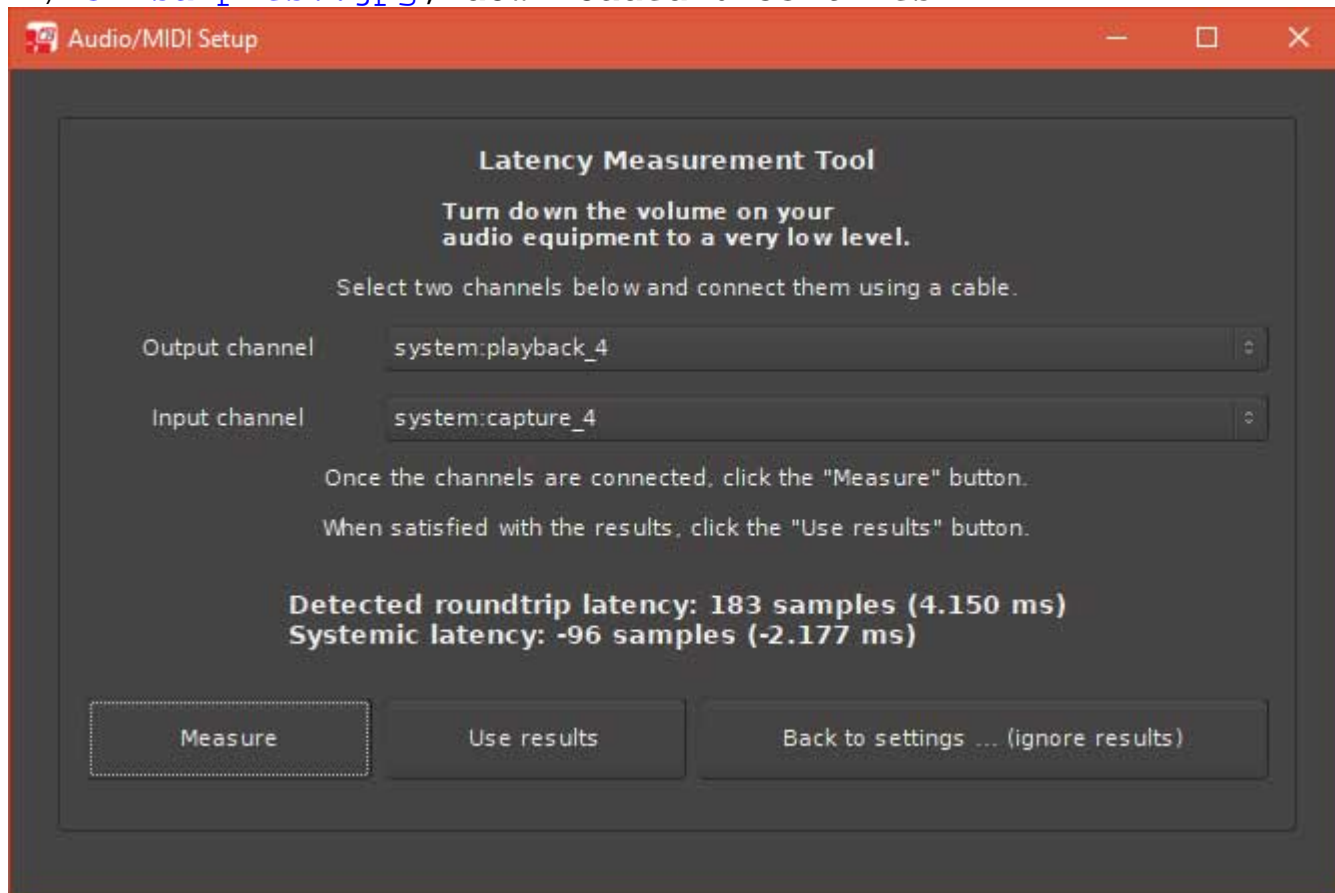 Audio/MIDI Setup
Latency Measurement Tool
Turn down the volume on your
audio equipment to a very low level.
Select two channels below and connect them using a cable.
Output channel system:playback_4
Input channel system:capture_4
Once the channels are connected, click the "Measure" button.
When satisfied with the results, click the "Use results" button.
Detected roundtrip latency: 183 samples (4.150 ms)
Systemic latency: -96 samples (-2.177 ms)
Measure Use results Back to settings ... (ignore results)